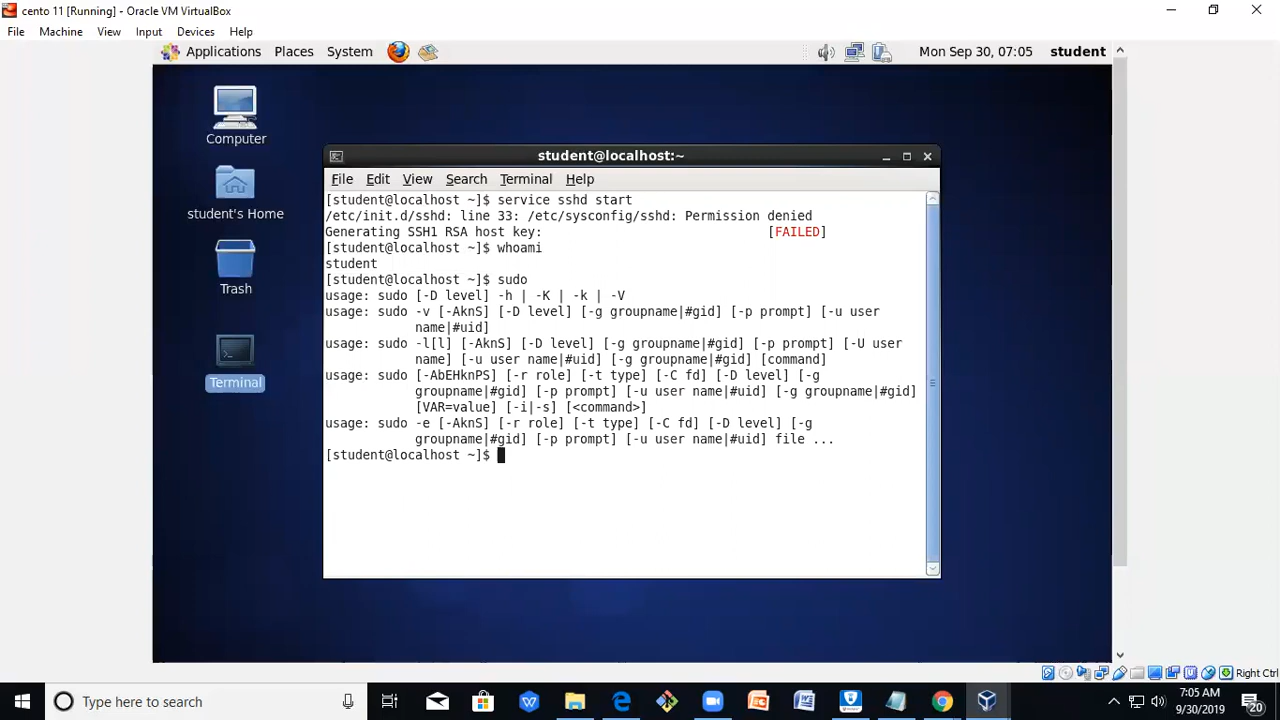 cento 11 [Running] - Oracle VM VirtualBox
File Machine View Input Devices Help
Applications Places System Mon Sep 30, 07:05 student
Computer
student's Home
Trash
Terminal
student@localhost:~
File Edit View Search Terminal Help
[student@localhost ~]$ service sshd start
/etc/init.d/sshd: line 33: /etc/sysconfig/sshd: Permission denied
Generating SSH1 RSA host key: [FAILED]
[student@localhost ~]$ whoami
student
[student@localhost ~]$ sudo
usage: sudo [-D level] -h | -K | -k | -V
usage: sudo -v [-AknS] [-D level] [-g groupname|#gid] [-p prompt] [-u user
name|#uid]
usage: sudo -l[l] [-AknS] [-D level] [-g groupname|#gid] [-p prompt] [-U user
name] [-u user name|#uid] [-g groupname|#gid] [command]
usage: sudo [-AbEHknPS] [-r role] [-t type] [-C fd] [-D level] [-g
groupname|#gid] [-p prompt] [-u user name|#uid] [-g groupname|#gid]
[VAR=value] [-i|-s] [<command>]
usage: sudo -e [-AknS] [-r role] [-t type] [-C fd] [-D level] [-g
groupname|#gid] [-p prompt] [-u user name|#uid] file ...
[student@localhost ~]$
Right Ctrl
Type here to search
7:05 AM
9/30/2019
20